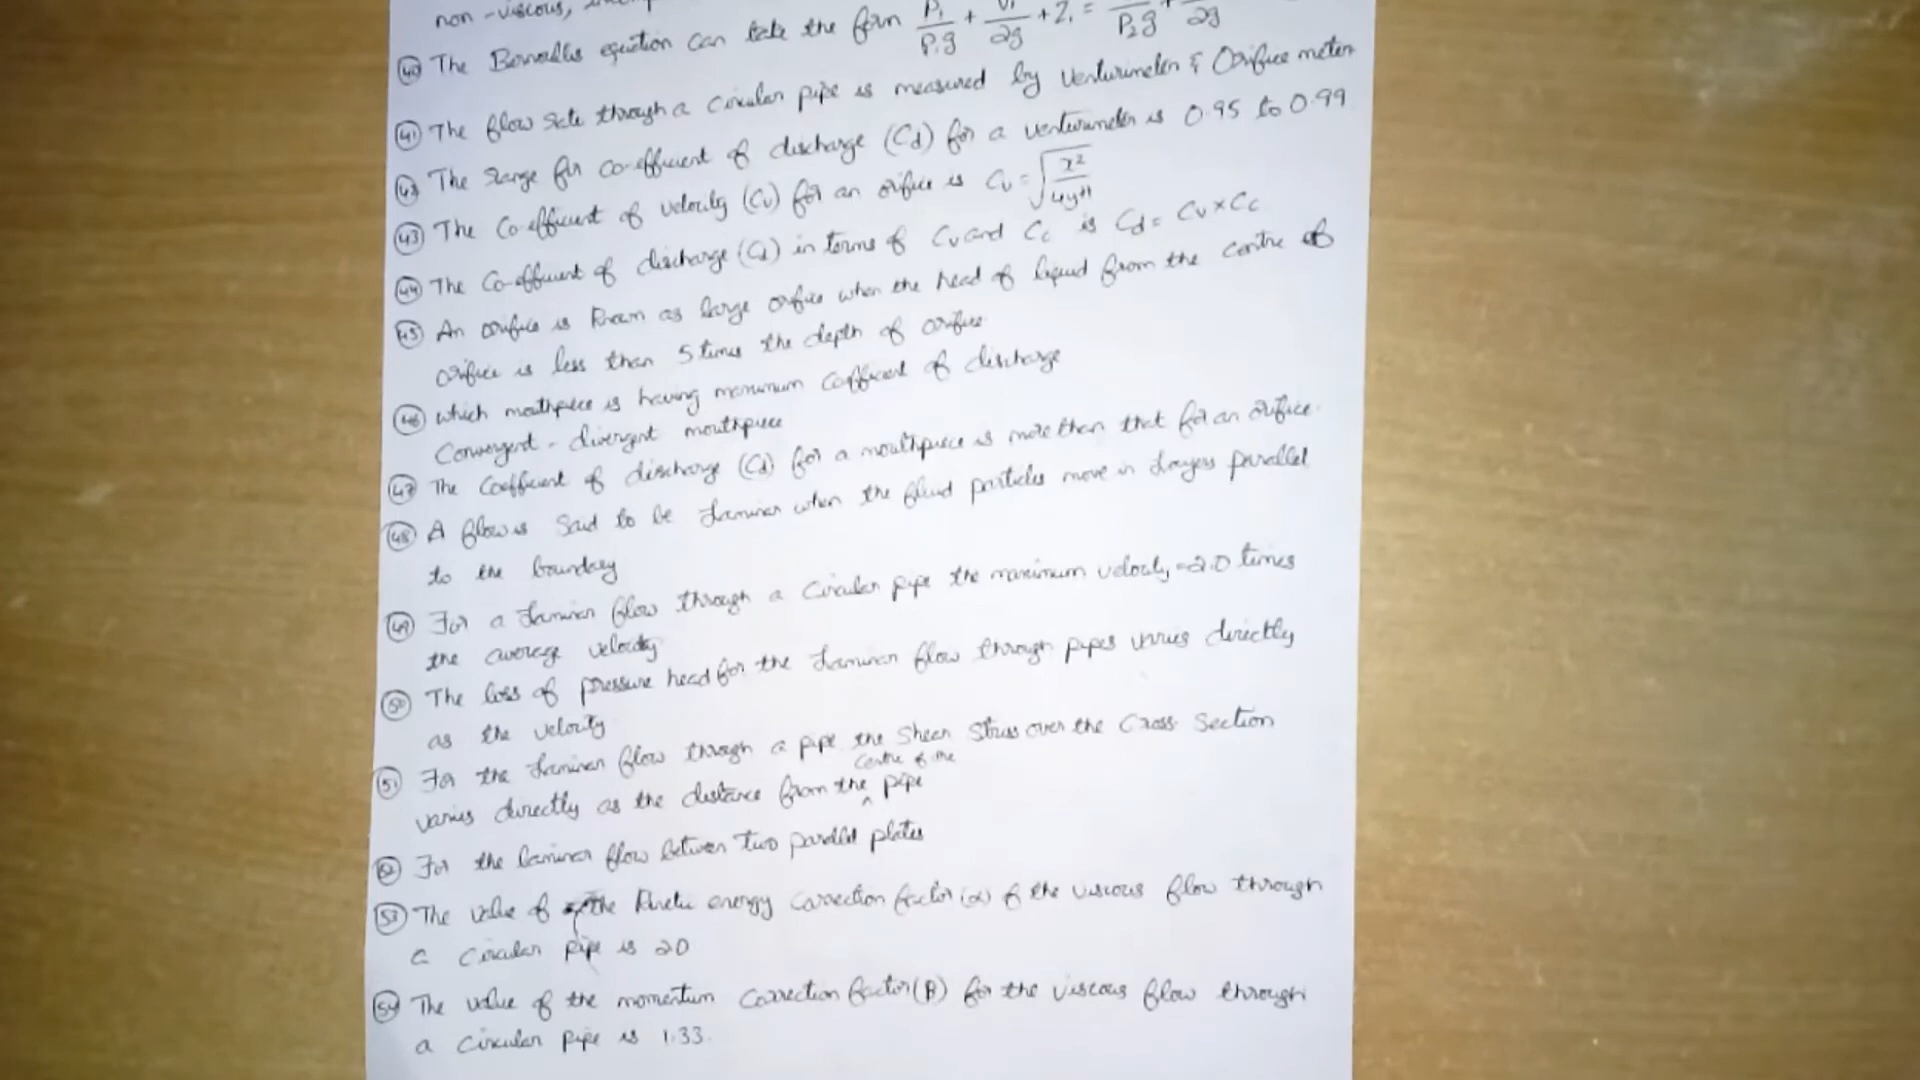 non-viscous,
40 The Bernoullis equation can take the form P1/P1g + V1/2g + Z1 = P2g + 2g
41 The flow rate through a circular pipe is measured by venturimeter & Orifice meter
42 The range for co-efficient of discharge (Cd) for a venturimeter is 0.95 to 0.99
43 The Co-efficient of velocity (Cv) for an orifice is Cv = √x²/4yH
44 The Co-efficient of discharge (Cd) in terms of Cv and Cc is Cd = Cv×Cc
45 An orifice is known as large orifice when the head of liquid from the centre of
orifice is less than 5 times the depth of orifice
46 which mouthpiece is having maximum coefficient of discharge
Convergent - divergent mouthpiece
47 The Coefficient of discharge (Cd) for a mouthpiece is more than that for an orifice.
48 A flow is Said to be Laminar when the fluid particles move in Layers parallel
to the boundary
49 For a Laminar flow through a Circular pipe the maximum velocity = 2.0 times
the average velocity
50 The loss of pressure head for the Laminar flow through pipes varies directly
as the velocity
51 For the Laminar flow through a pipe the Shear Stress over the Cross Section
centre of the
varies directly as the distance from the ^ pipe
52 For the laminar flow between two parallel plates
53 The value of the kinetic energy correction factor (α) of the viscous flow through
a circular pipe is 20
54 The value of the momentum correction factor (β) for the viscous flow through
a circular pipe is 1.33.